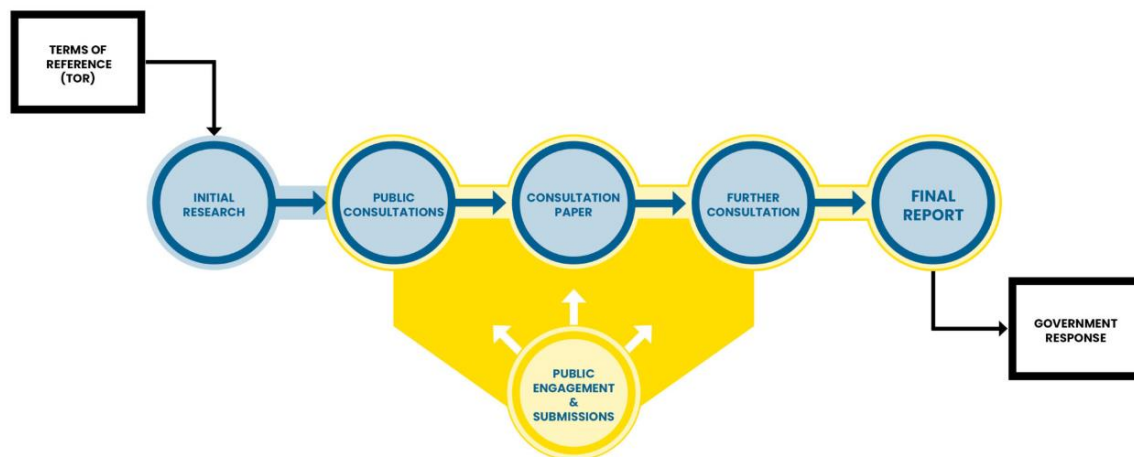 TERMS OF
REFERENCE
(TOR)
INITIAL
RESEARCH
PUBLIC
CONSULTATIONS
CONSULTATION
PAPER
FURTHER
CONSULTATION
FINAL
REPORT
GOVERNMENT
RESPONSE
PUBLIC
ENGAGEMENT
&
SUBMISSIONS